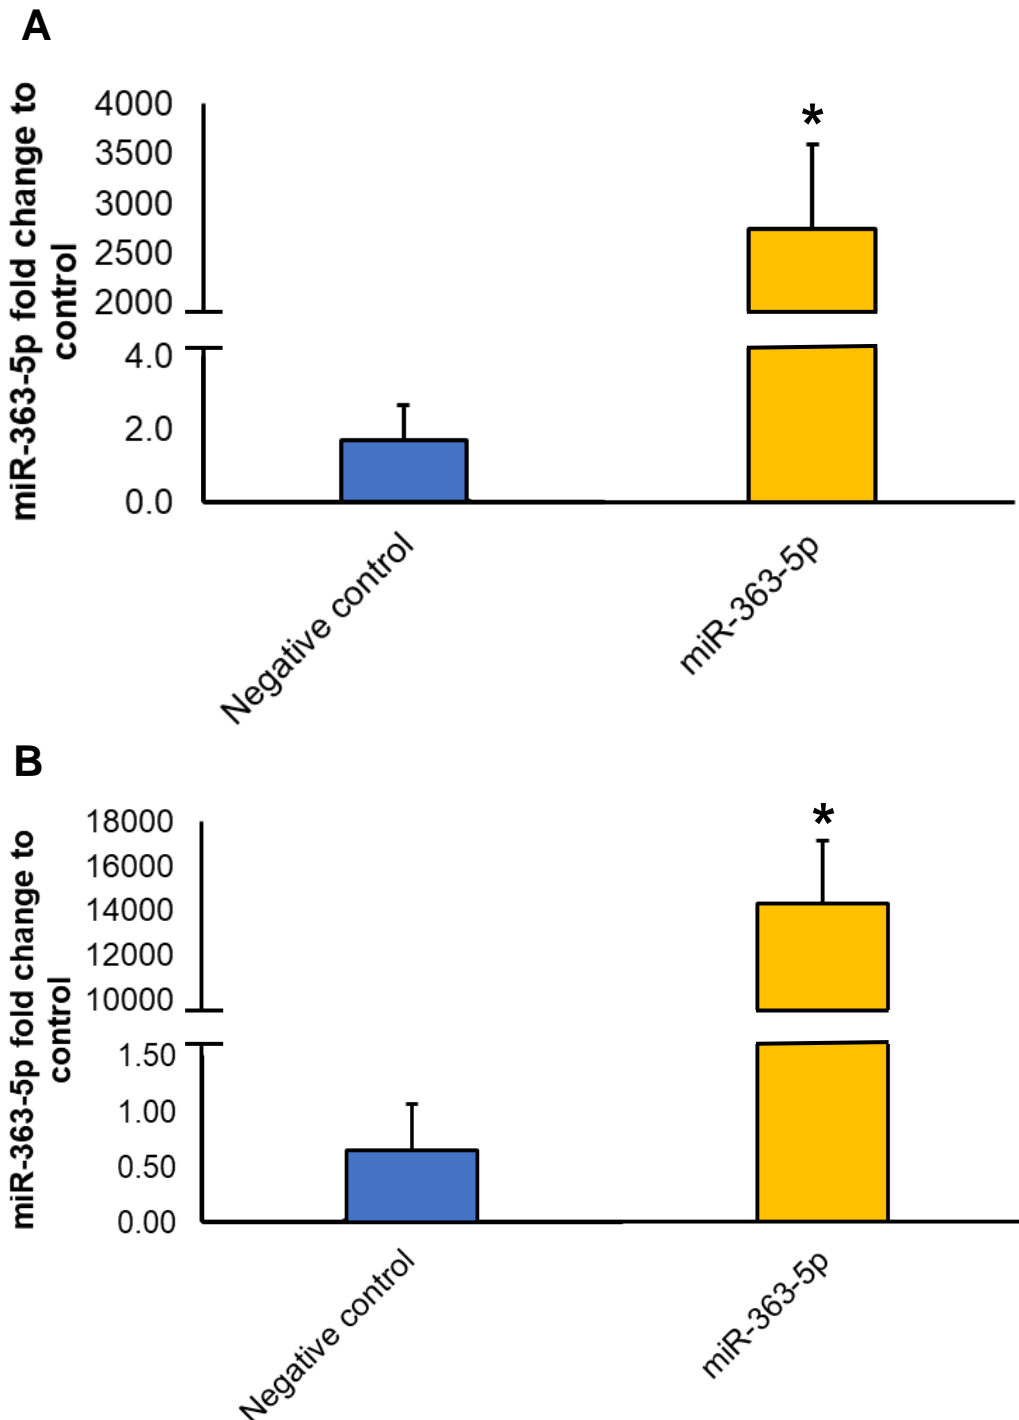 A
miR-363-5p fold change to
control
4000
3500
3000
2500
2000
4.0
2.0
0.0
*
Negative control
miR-363-5p
B
miR-363-5p fold change to
control
18000
16000
14000
12000
10000
1.50
1.00
0.50
0.00
*
Negative control
miR-363-5p